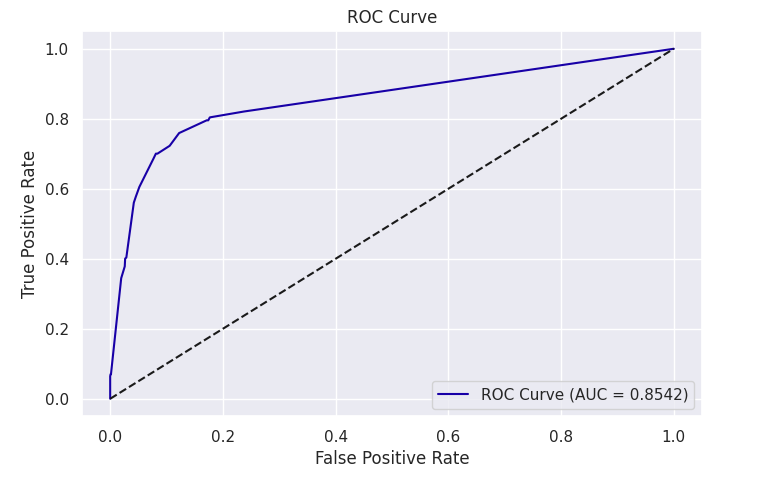 ROC Curve
1.0
0.8
0.6
0.4
0.2
0.0
True Positive Rate
ROC Curve (AUC = 0.8542)
0.0 0.2 0.4 0.6 0.8 1.0
False Positive Rate